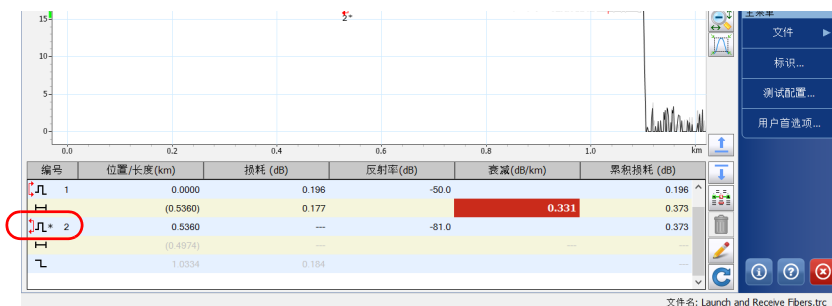 主菜单
15
2*
文件
10
标识...
5
测试配置...
0
用户首选项...
0.0 0.2 0.4 0.6 0.8 1.0 km
编号 位置/长度(km) 损耗 (dB) 反射率(dB) 衰减(dB/km) 累积损耗 (dB)
1 0.0000 0.196 -50.0 0.196
(0.5360) 0.177 0.331 0.373
* 2 0.5360 --- -81.0 0.373
(0.4974) --- --- ---
1.0334 0.184 ---
文件名: Launch and Receive Fibers.trc